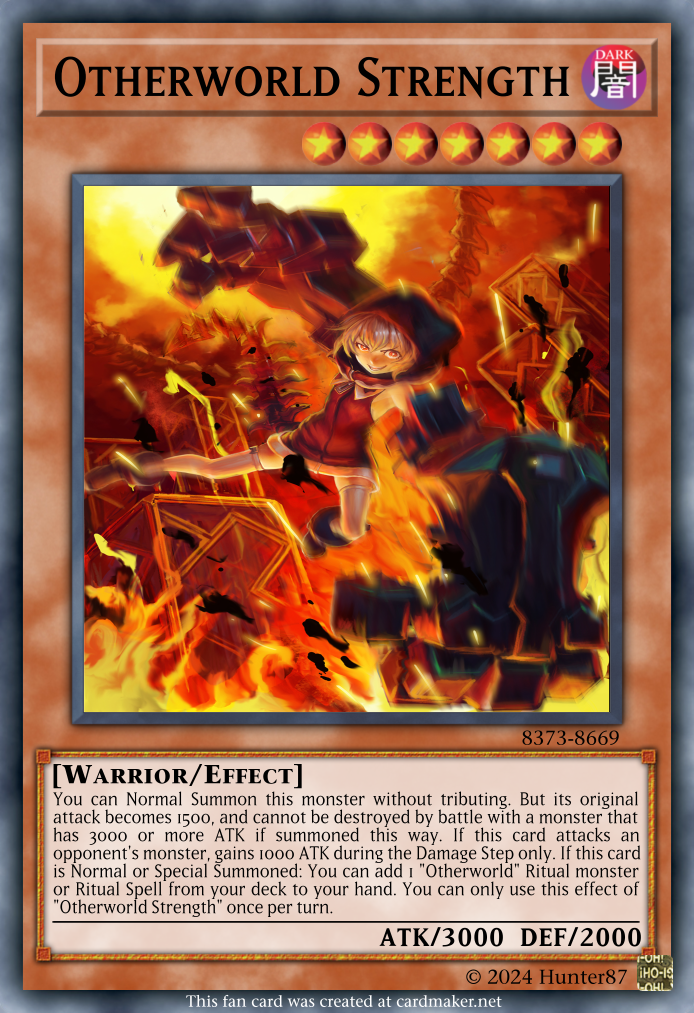 Otherworld Strength
DARK
闇
8373-8669
[Warrior/Effect]
You can Normal Summon this monster without tributing. But its original
attack becomes 1500, and cannot be destroyed by battle with a monster that
has 3000 or more ATK if summoned this way. If this card attacks an
opponent's monster, gains 1000 ATK during the Damage Step only. If this card
is Normal or Special Summoned: You can add 1 "Otherworld" Ritual monster
or Ritual Spell from your deck to your hand. You can only use this effect of
"Otherworld Strength" once per turn.
ATK/3000 DEF/2000
© 2024 Hunter87
This fan card was created at cardmaker.net